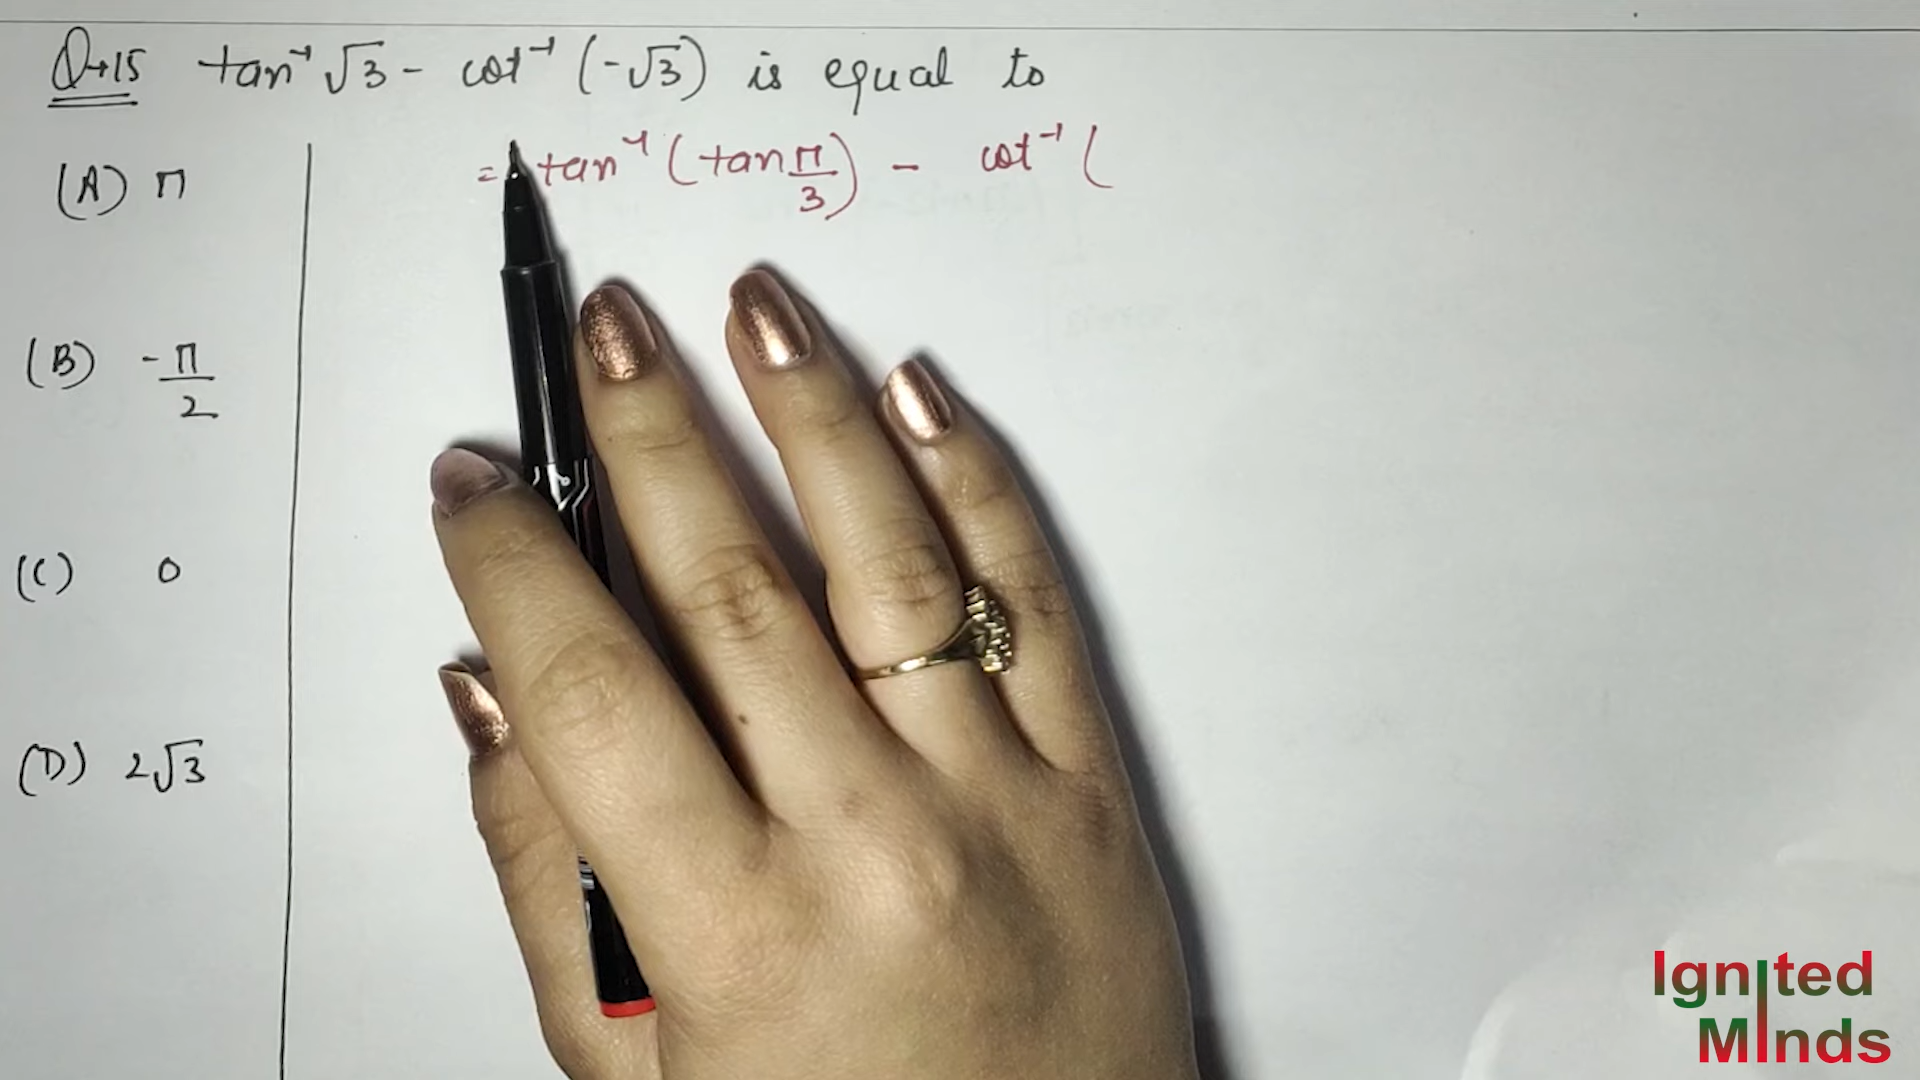 Q→15 tan⁻¹ √3 - cot⁻¹ (-√3) is equal to
= tan⁻¹ (tan π/3) - cot⁻¹ (
(A) π
(B) -π/2
(C) 0
(D) 2√3
Ignited
Minds